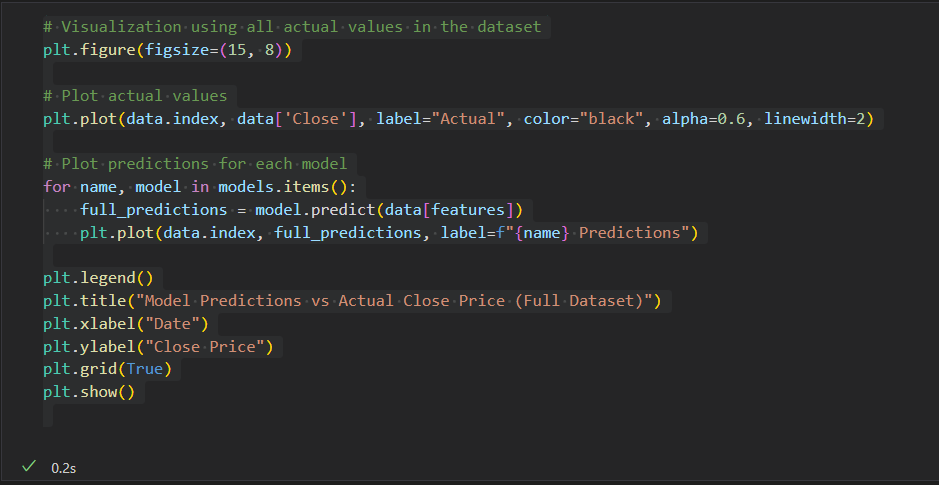 # Visualization using all actual values in the dataset
plt.figure(figsize=(15, 8))
# Plot actual values
plt.plot(data.index, data['Close'], label="Actual", color="black", alpha=0.6, linewidth=2)
# Plot predictions for each model
for name, model in models.items():
    full_predictions = model.predict(data[features])
    plt.plot(data.index, full_predictions, label=f"{name} Predictions")
plt.legend()
plt.title("Model Predictions vs Actual Close Price (Full Dataset)")
plt.xlabel("Date")
plt.ylabel("Close Price")
plt.grid(True)
plt.show()
0.2s